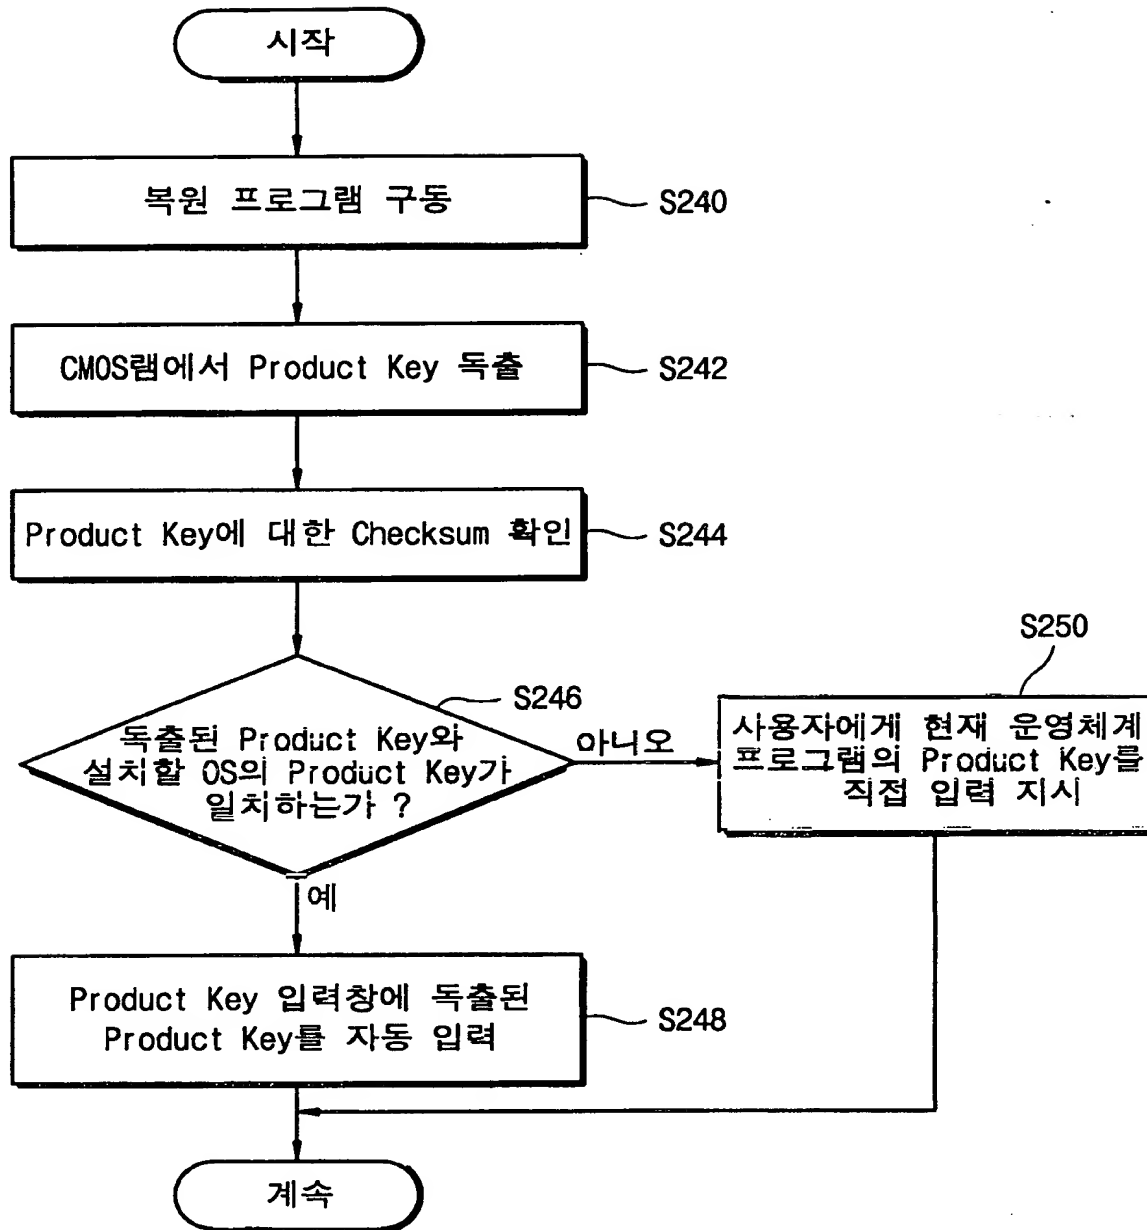 시작
복원 프로그램 구동
S240
CMOS램에서 Product Key 독출
S242
Product Key에 대한 Checksum 확인
S244
S246
독출된 Product Key와
설치할 OS의 Product Key가
일치하는가 ?
아니오
S250
사용자에게 현재 운영체계
프로그램의 Product Key를
직접 입력 지시
예
Product Key 입력창에 독출된
Product Key를 자동 입력
S248
계속